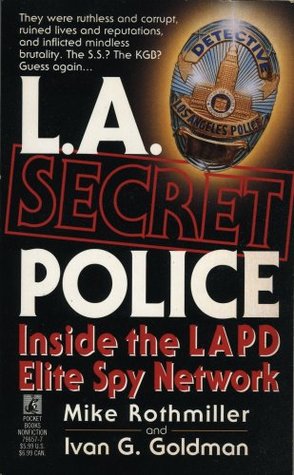 They were ruthless and corrupt,
ruined lives and reputations,
and inflicted mindless
brutality. The S.S.? The KGB?
Guess again...
DETECTIVE
LOS ANGELES POLICE
L.A.
SECRET
POLICE
Inside the LAPD
Elite Spy Network
Mike Rothmiller
and
Ivan G. Goldman
POCKET
BOOKS
NONFICTION
79657-7
$5.99 U.S.
$6.99 CAN.